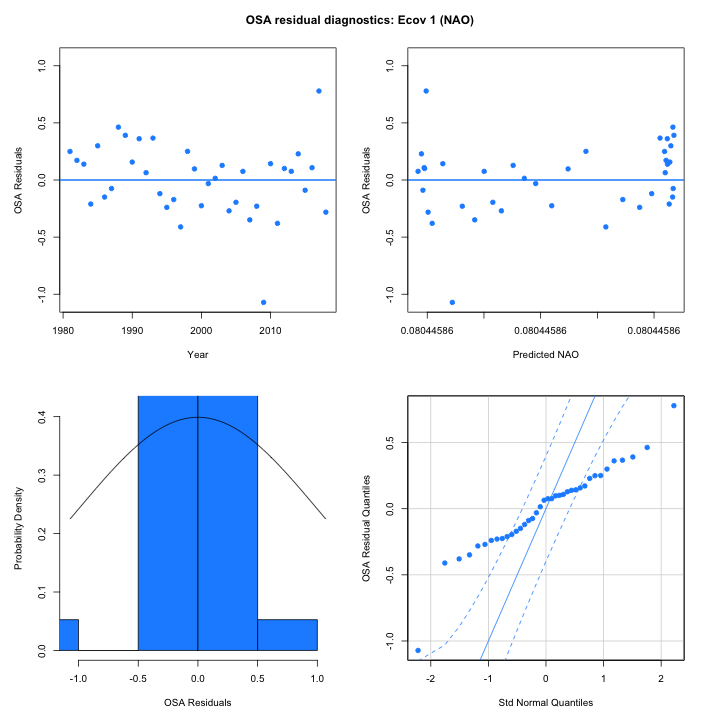 OSA residual diagnostics: Ecov 1 (NAO)
OSA Residuals
1.0
0.5
0.0
-0.5
-1.0
1980 1990 2000 2010
Year
OSA Residuals
1.0
0.5
0.0
-0.5
-1.0
0.08044586 0.08044586 0.08044586
Predicted NAO
Probability Density
0.4
0.3
0.2
0.1
0.0
-1.0 -0.5 0.0 0.5 1.0
OSA Residuals
OSA Residual Quantiles
0.5
0.0
-0.5
-1.0
-2 -1 0 1 2
Std Normal Quantiles